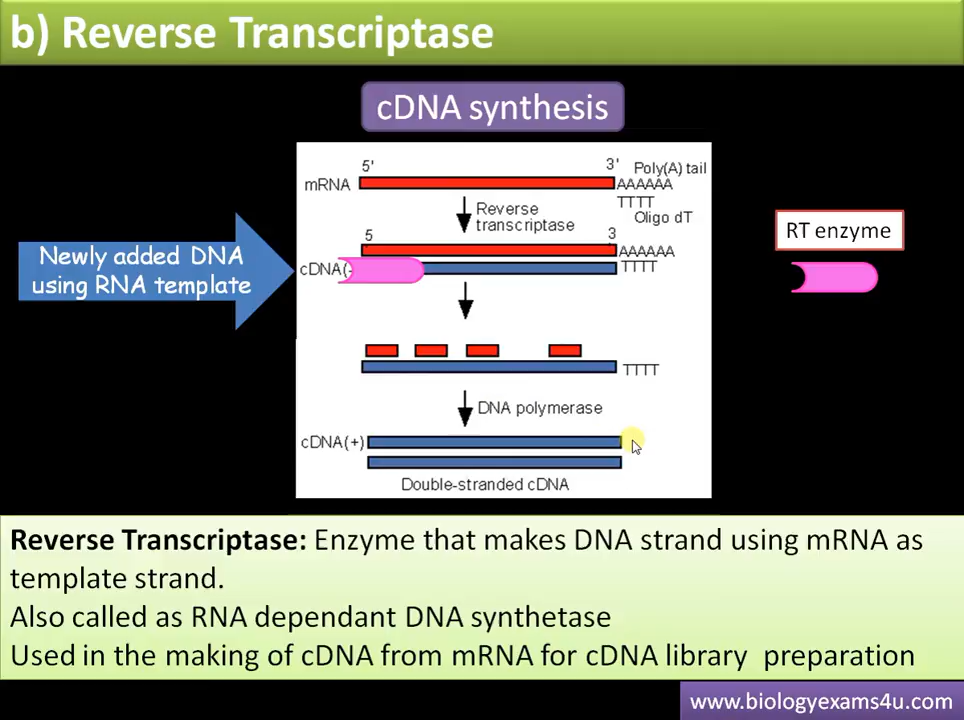 b) Reverse Transcriptase
cDNA synthesis
5' 3' Poly(A) tail
mRNA AAAAAA
TTTT
Reverse Oligo dT
transcriptase
5 3
AAAAAA
cDNA(- TTTT
Newly added DNA
using RNA template
RT enzyme
TTTT
DNA polymerase
cDNA(+)
Double-stranded cDNA
Reverse Transcriptase: Enzyme that makes DNA strand using mRNA as
template strand.
Also called as RNA dependant DNA synthetase
Used in the making of cDNA from mRNA for cDNA library preparation
www.biologyexams4u.com